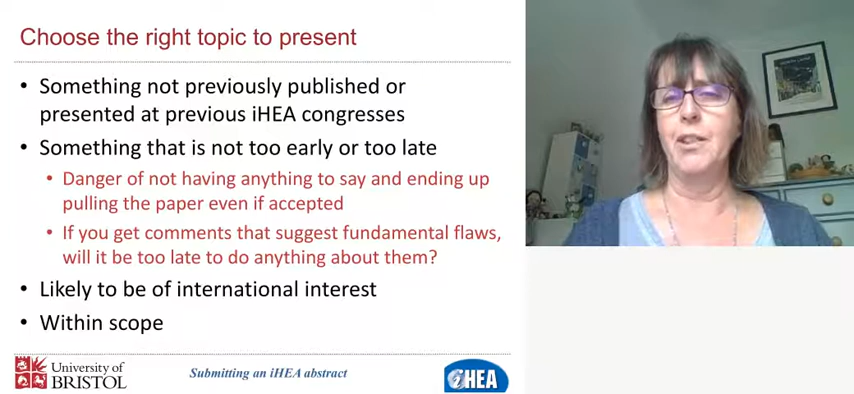 Choose the right topic to present
• Something not previously published or
presented at previous iHEA congresses
• Something that is not too early or too late
• Danger of not having anything to say and ending up
pulling the paper even if accepted
• If you get comments that suggest fundamental flaws,
will it be too late to do anything about them?
• Likely to be of international interest
• Within scope
University of
BRISTOL
Submitting an iHEA abstract
iHEA